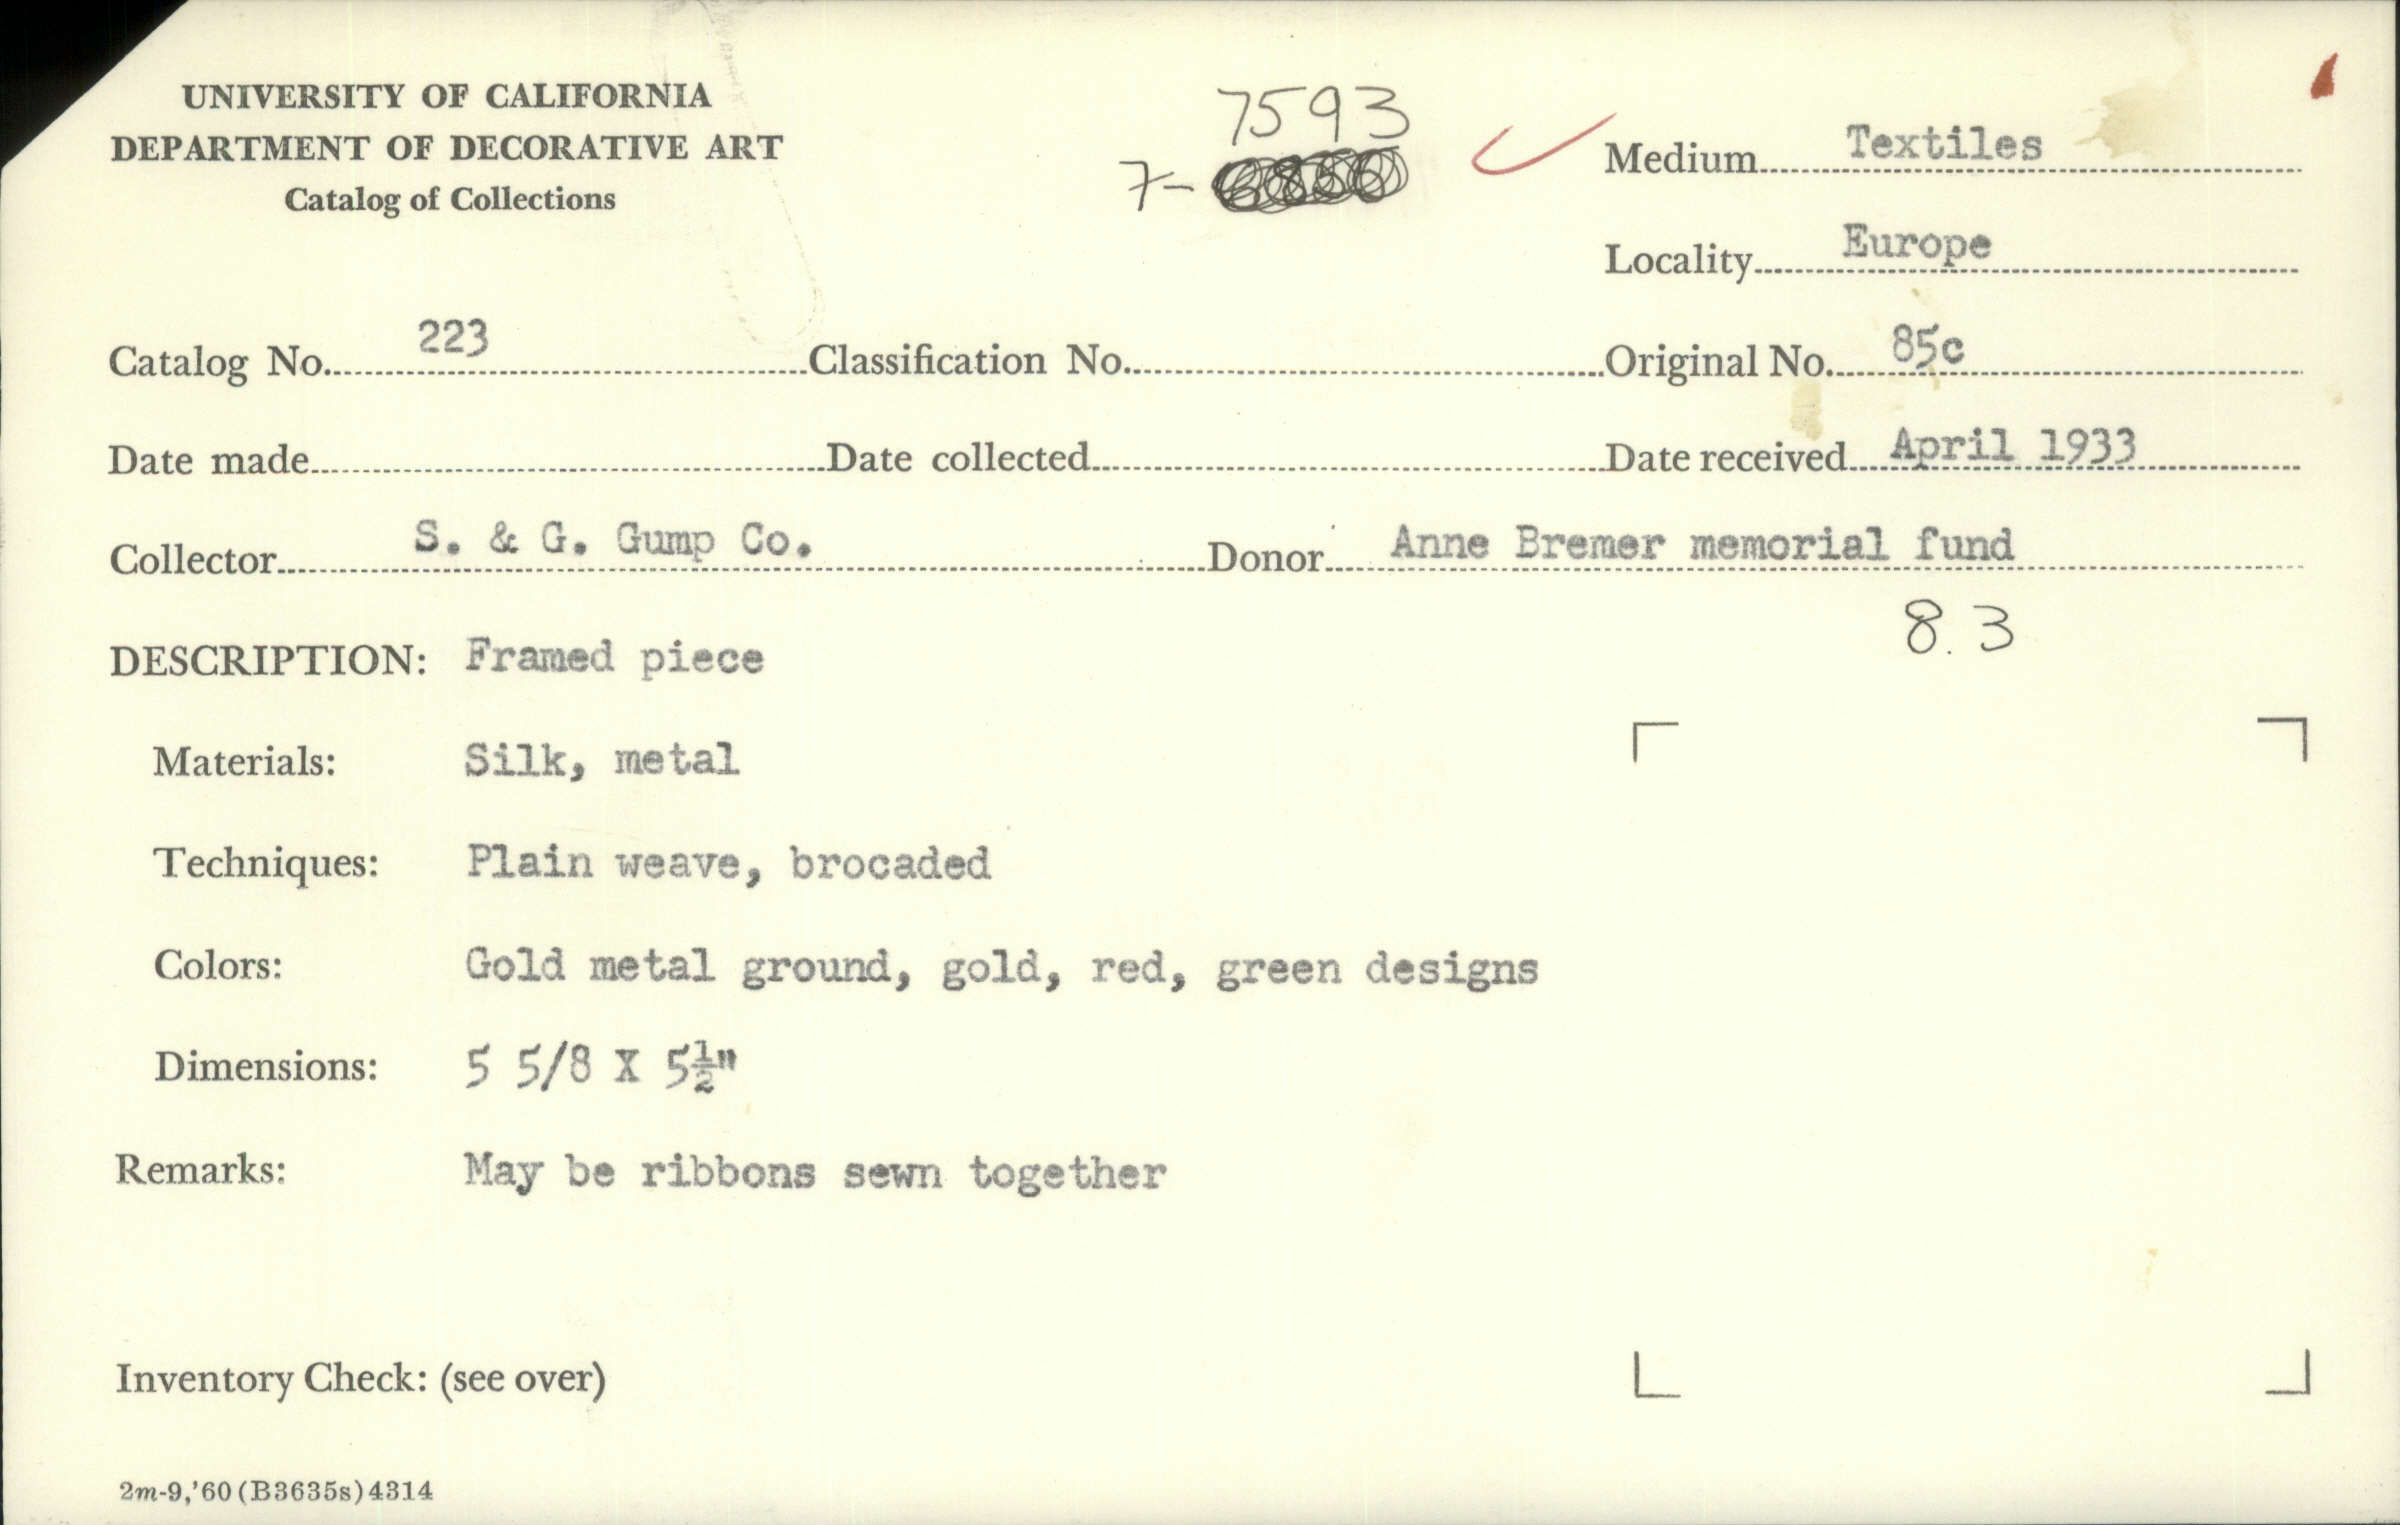 UNIVERSITY OF CALIFORNIA
DEPARTMENT OF DECORATIVE ART
Catalog of Collections
7593
7-
Medium Textiles
Locality Europe
Catalog No. 223 Classification No. Original No. 85c
Date made Date collected Date received April 1933
Collector S. & G. Gump Co. Donor Anne Bremer memorial fund
8.3
DESCRIPTION: Framed piece
Materials: Silk, metal
Techniques: Plain weave, brocaded
Colors: Gold metal ground, gold, red, green designs
Dimensions: 5 5/8 X 5½"
Remarks: May be ribbons sewn together
Inventory Check: (see over)
2m-9,'60(B3635s)4314